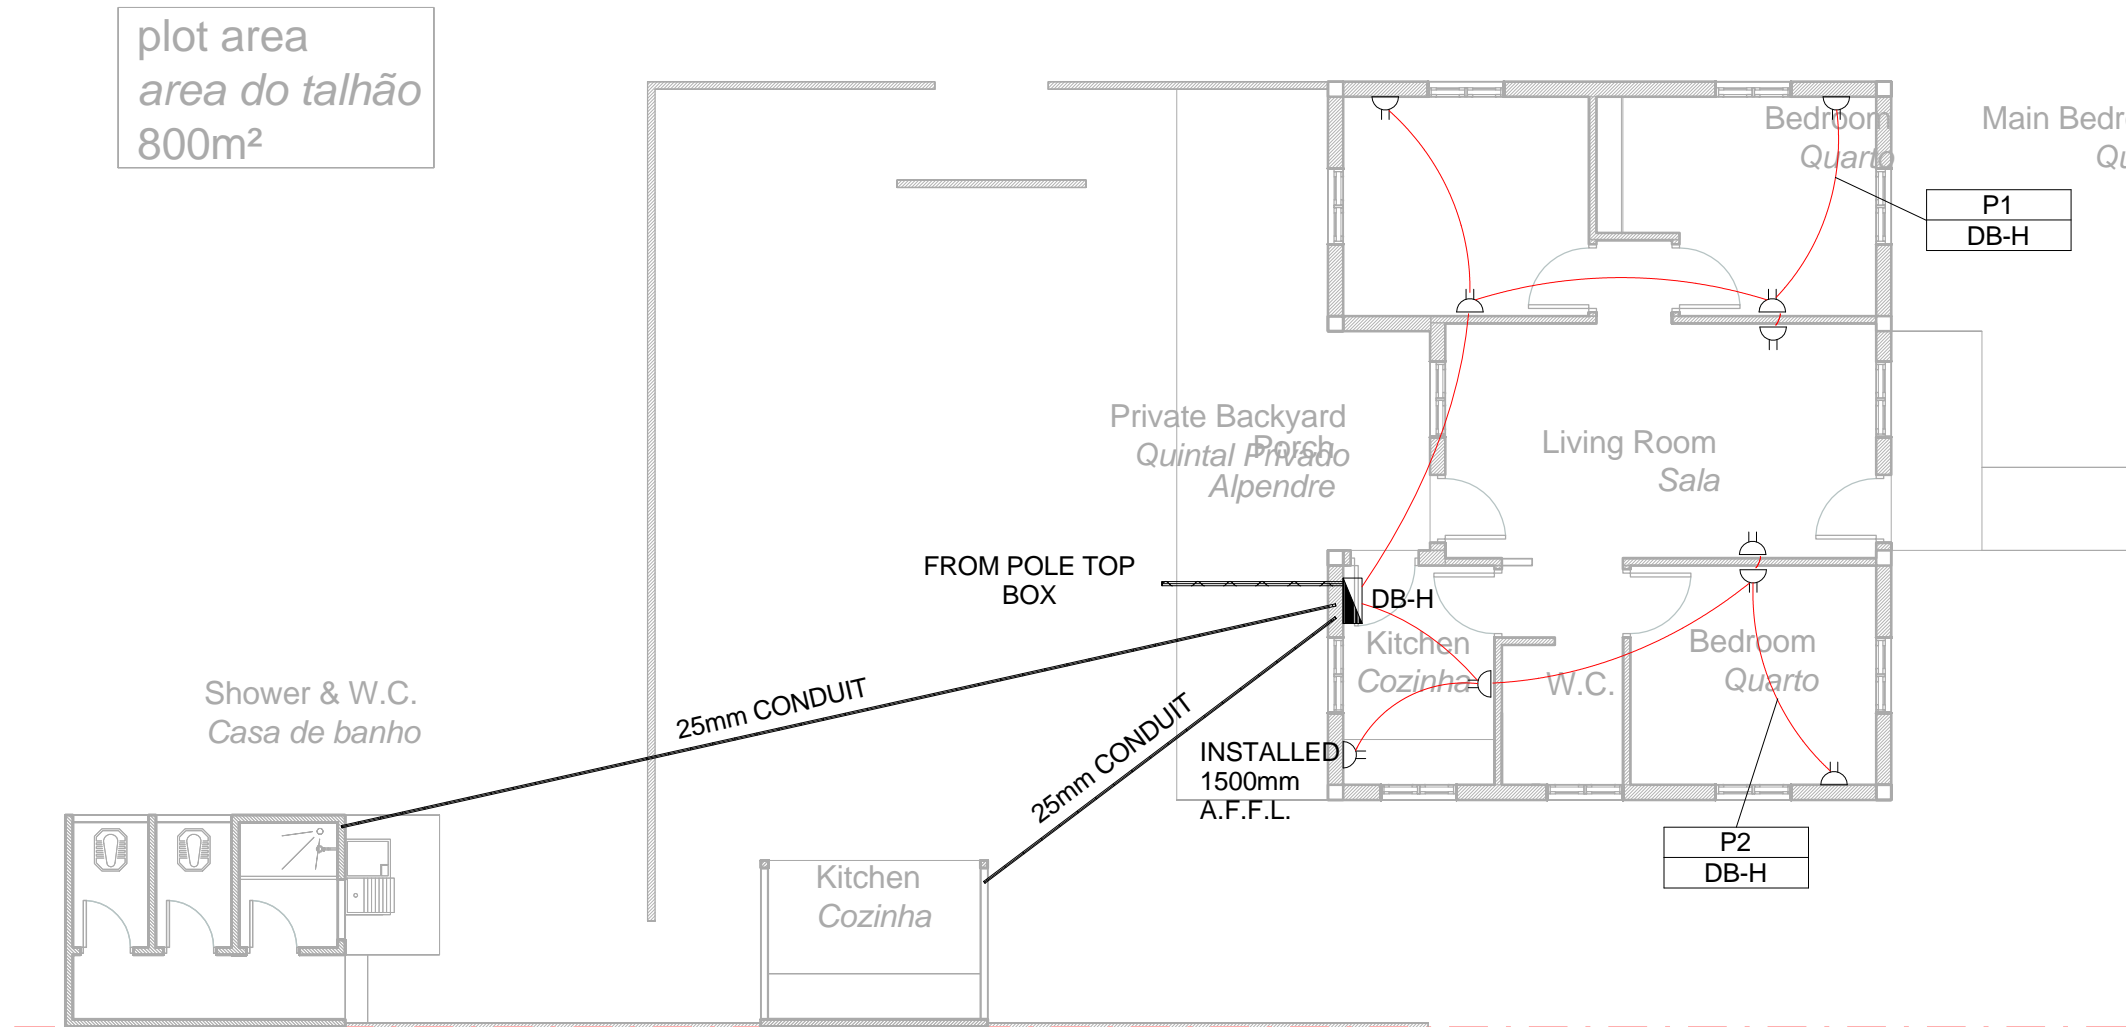 plot area
area do talhão
800m²
Bedroom
Quarto
Main Bedr
Qu
P1
DB-H
Private Backyard
Quintal Privado
Porch
Alpendre
Living Room
Sala
FROM POLE TOP
BOX
DB-H
Kitchen
Cozinha
W.C.
Bedroom
Quarto
Shower & W.C.
Casa de banho
25mm CONDUIT
25mm CONDUIT
INSTALLED
1500mm
A.F.F.L.
P2
DB-H
Kitchen
Cozinha